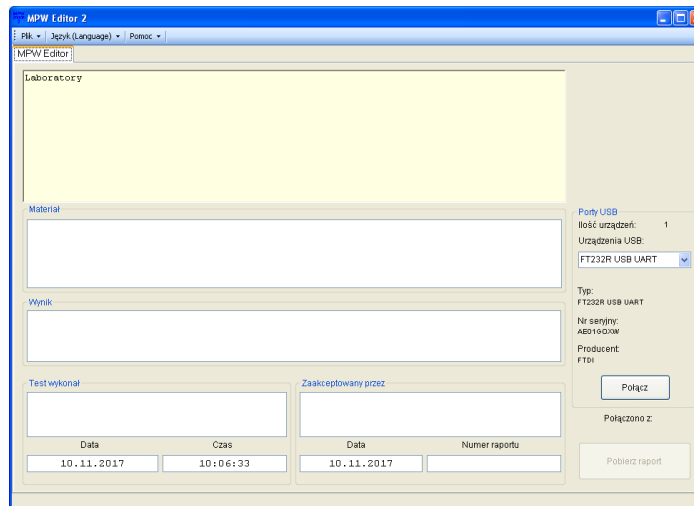 MPW Editor 2
Plik Język (Language) Pomoc
MPW Editor
Laboratory
Materiał
Wynik
Test wykonał
Data Czas
10.11.2017 10:06:33
Zaakceptowany przez
Data Numer raportu
10.11.2017
Porty USB
Ilość urządzeń: 1
Urządzenia USB:
FT232R USB UART
Typ:
FT232R USB UART
Nr seryjny:
AE01GOXW
Producent:
FTDI
Połącz
Połączono z:
Pobierz raport